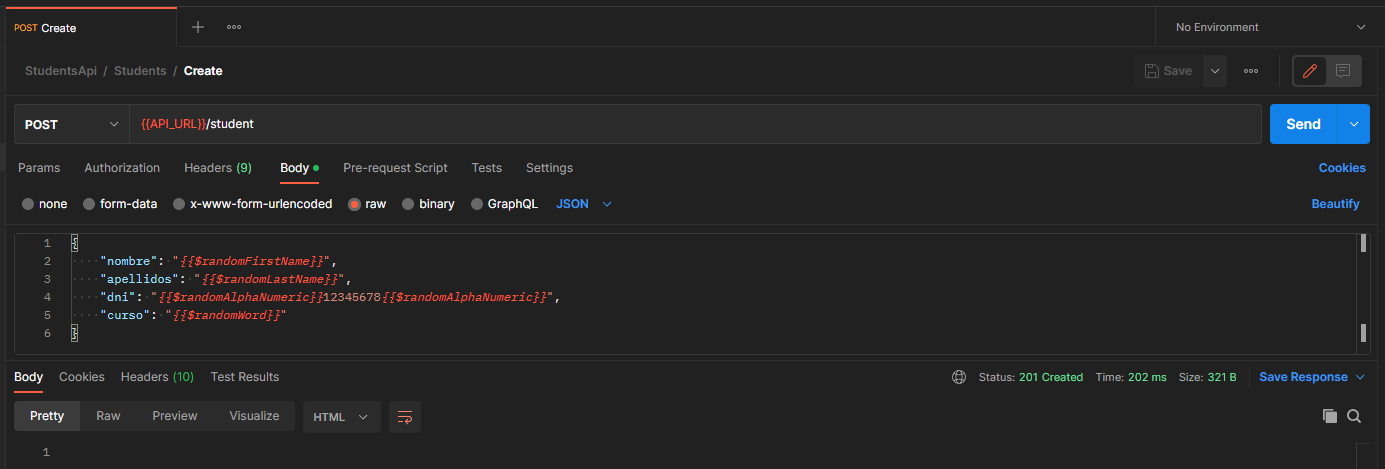 POST Create
No Environment
StudentsApi / Students / Create
Save
POST {{API_URL}}/student Send
Params Authorization Headers (9) Body Pre-request Script Tests Settings Cookies
none form-data x-www-form-urlencoded raw binary GraphQL JSON Beautify
1 {
2 "nombre": "{{$randomFirstName}}",
3 "apellidos": "{{$randomLastName}}",
4 "dni": "{{$randomAlphaNumeric}}12345678{{$randomAlphaNumeric}}",
5 "curso": "{{$randomWord}}"
6 }
Body Cookies Headers (10) Test Results Status: 201 Created Time: 202 ms Size: 321 B Save Response
Pretty Raw Preview Visualize HTML
1